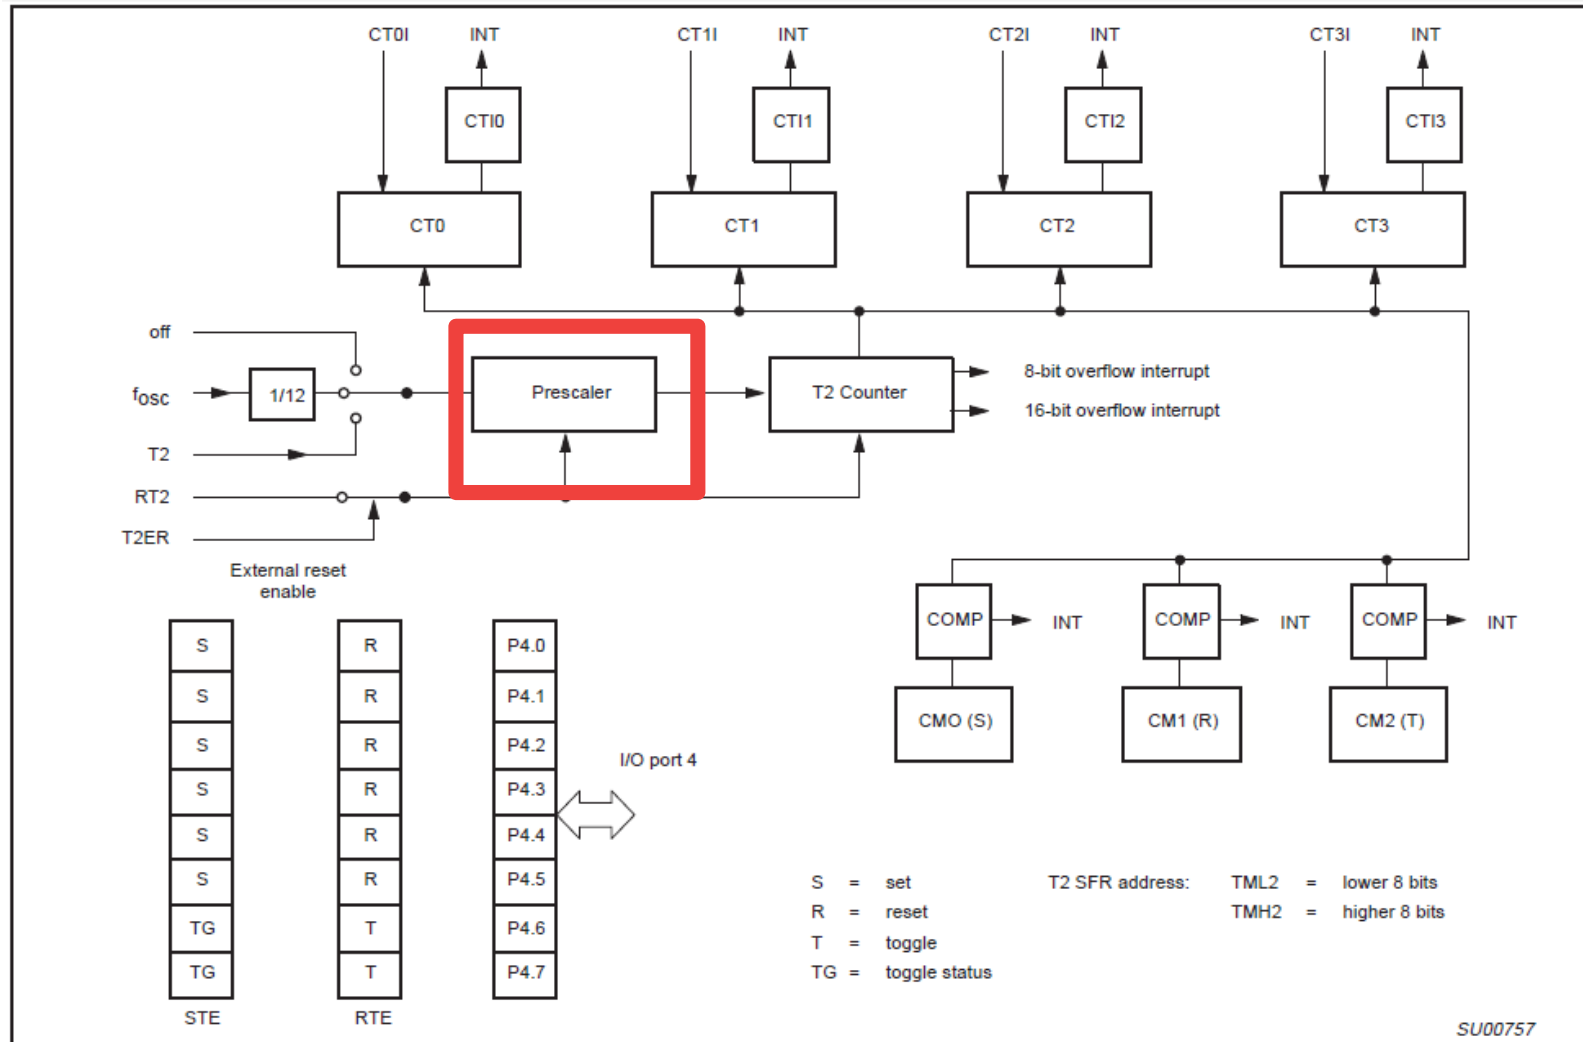 CT0I INT CT1I INT CT2I INT CT3I INT
CTI0 CTI1 CTI2 CTI3
CT0 CT1 CT2 CT3
off
fosc 1/12 Prescaler T2 Counter
8-bit overflow interrupt
16-bit overflow interrupt
T2
RT2
T2ER
External reset
enable
COMP INT COMP INT COMP INT
CMO (S) CM1 (R) CM2 (T)
S R P4.0
S R P4.1
S R P4.2
S R P4.3
S R P4.4
S R P4.5
TG T P4.6
TG T P4.7
STE RTE
I/O port 4
S = set
R = reset
T = toggle
TG = toggle status
T2 SFR address: TML2 = lower 8 bits
TMH2 = higher 8 bits
SU00757